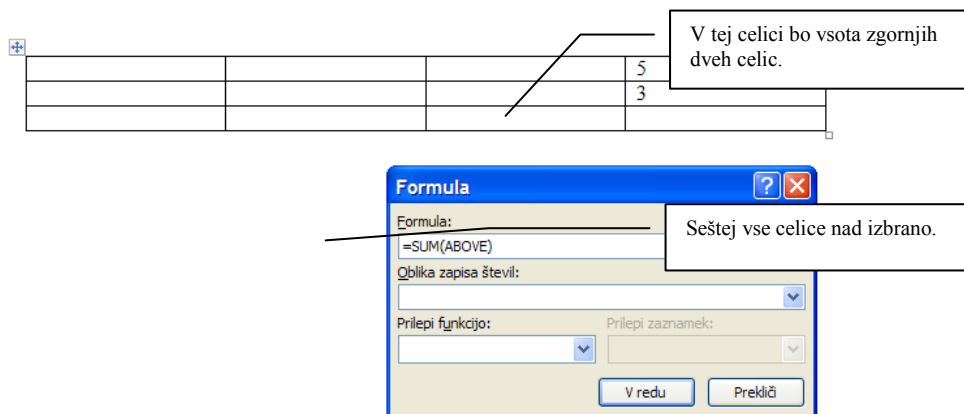 V tej celici bo vsota zgornjih
dveh celic.
5
3
Formula
Formula:
=SUM(ABOVE)
Seštej vse celice nad izbrano.
Oblika zapisa števil:
Prilepi funkcijo:
Prilepi zaznamek:
V redu
Prekliči